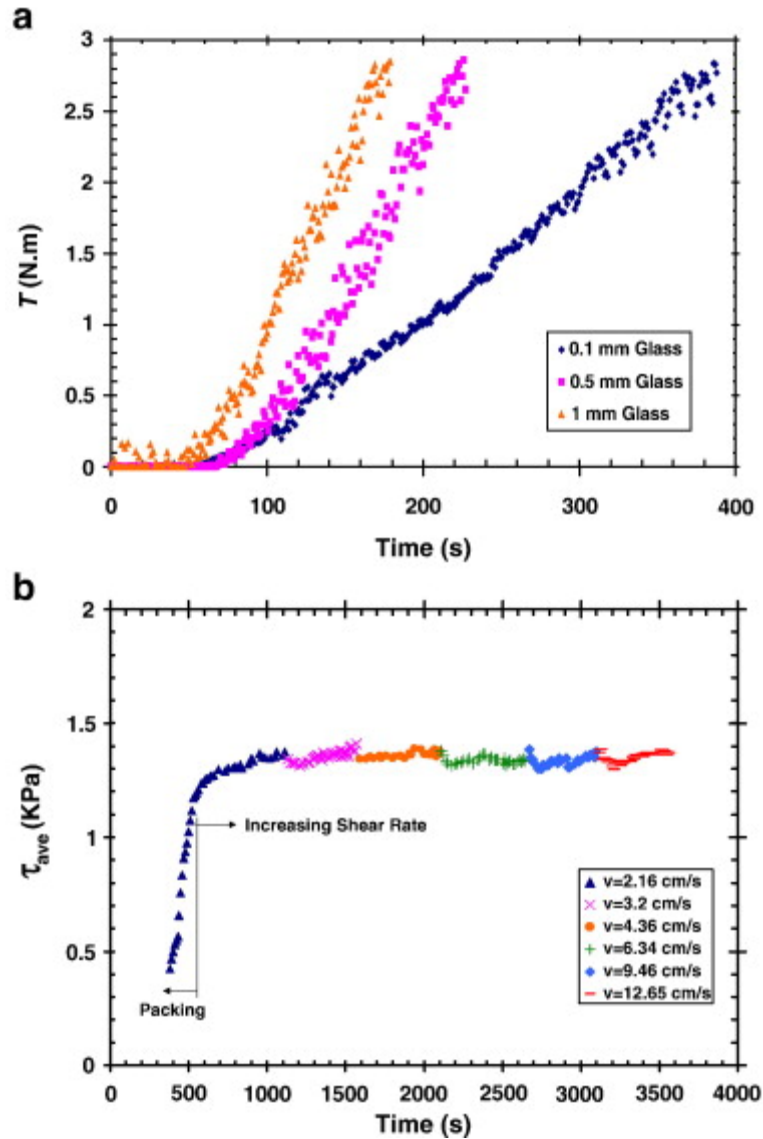 a
3
2.5
2
1.5
1
0.5
0
T (N.m)
0.1 mm Glass
0.5 mm Glass
1 mm Glass
0 100 200 300 400
Time (s)
b
2
1.5
1
0.5
0
τave (KPa)
Increasing Shear Rate
Packing
v=2.16 cm/s
v=3.2 cm/s
v=4.36 cm/s
v=6.34 cm/s
v=9.46 cm/s
v=12.65 cm/s
0 500 1000 1500 2000 2500 3000 3500 4000
Time (s)